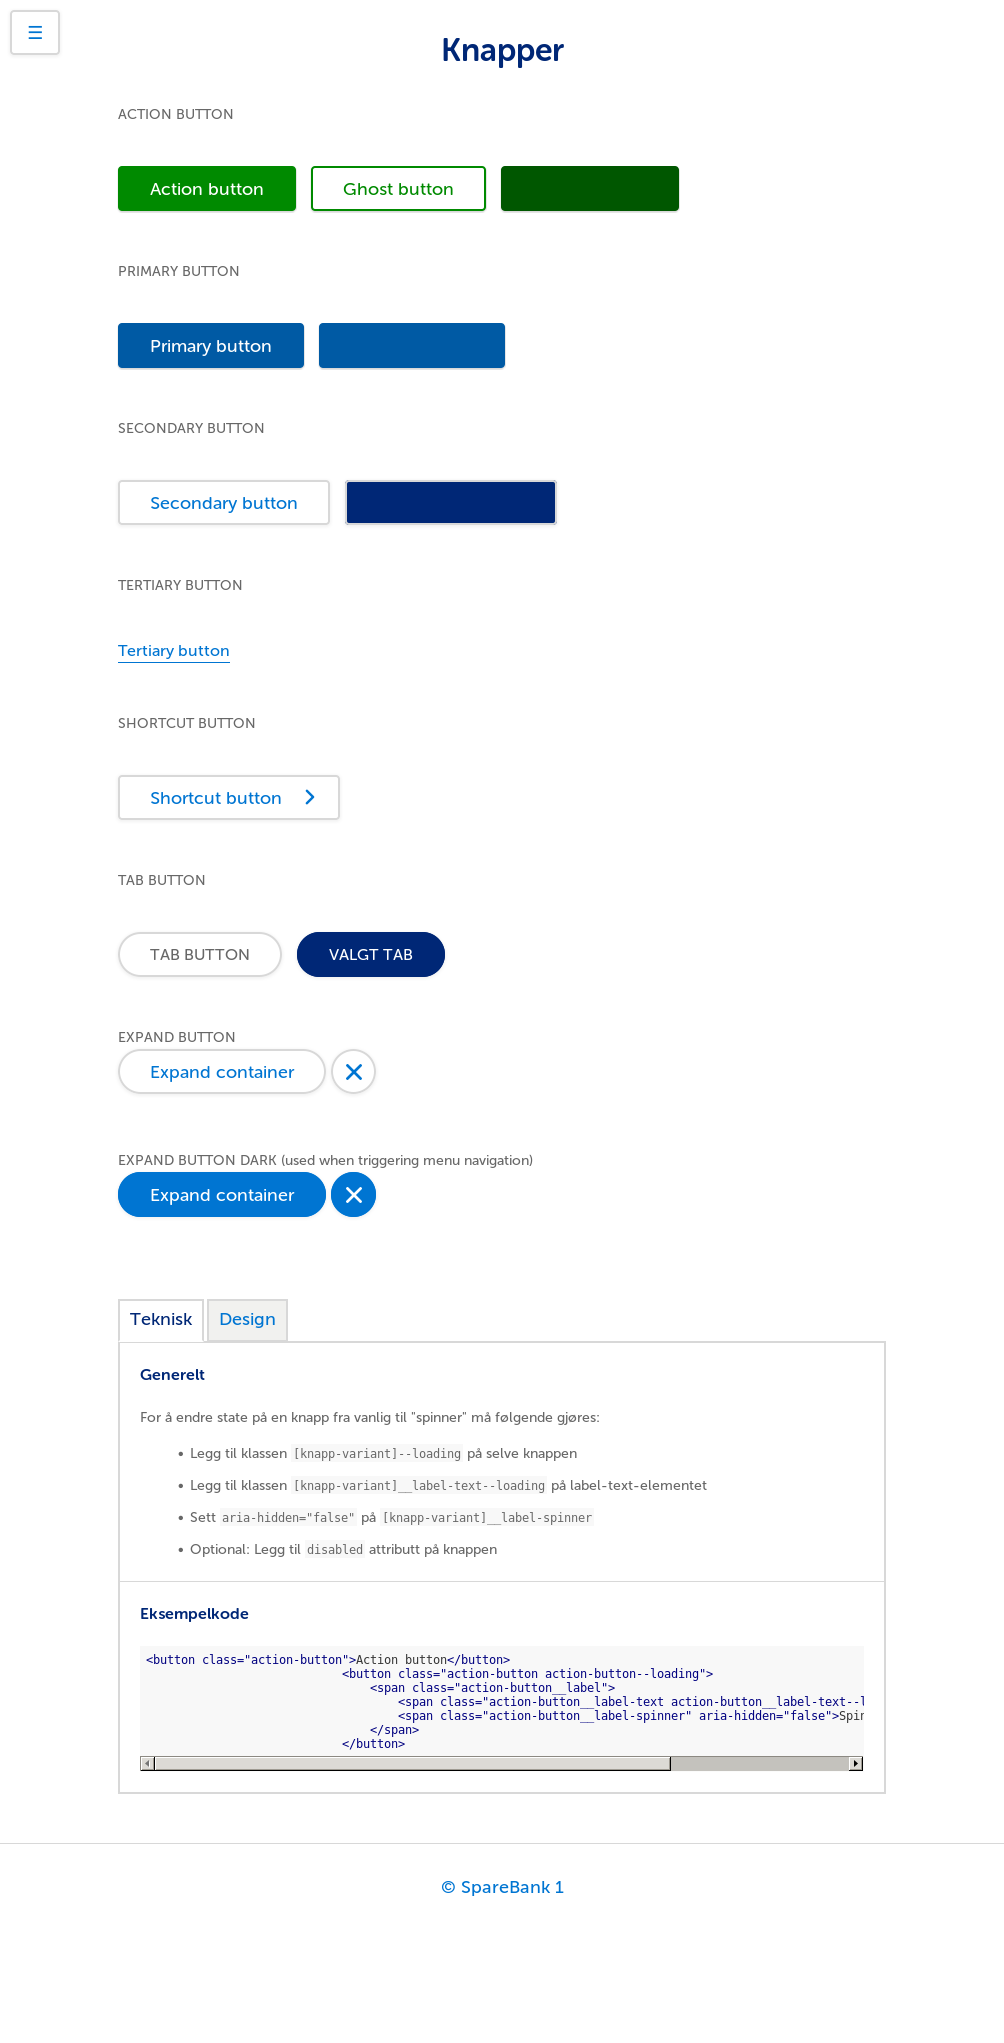 ☰
Knapper
ACTION BUTTON
Action button
Ghost button
PRIMARY BUTTON
Primary button
SECONDARY BUTTON
Secondary button
TERTIARY BUTTON
Tertiary button
SHORTCUT BUTTON
Shortcut button
TAB BUTTON
TAB BUTTON
VALGT TAB
EXPAND BUTTON
Expand container
EXPAND BUTTON DARK (used when triggering menu navigation)
Expand container
Teknisk
Design
Generelt
For å endre state på en knapp fra vanlig til "spinner" må følgende gjøres:
• Legg til klassen [knapp-variant]--loading på selve knappen
• Legg til klassen [knapp-variant]__label-text--loading på label-text-elementet
• Sett aria-hidden="false" på [knapp-variant]__label-spinner
• Optional: Legg til disabled attributt på knappen
Eksempelkode
<button class="action-button">Action button</button>
<button class="action-button action-button--loading">
<span class="action-button__label">
<span class="action-button__label-text action-button__label-text--l
<span class="action-button__label-spinner" aria-hidden="false">Spin
</span>
</button>
© SpareBank 1